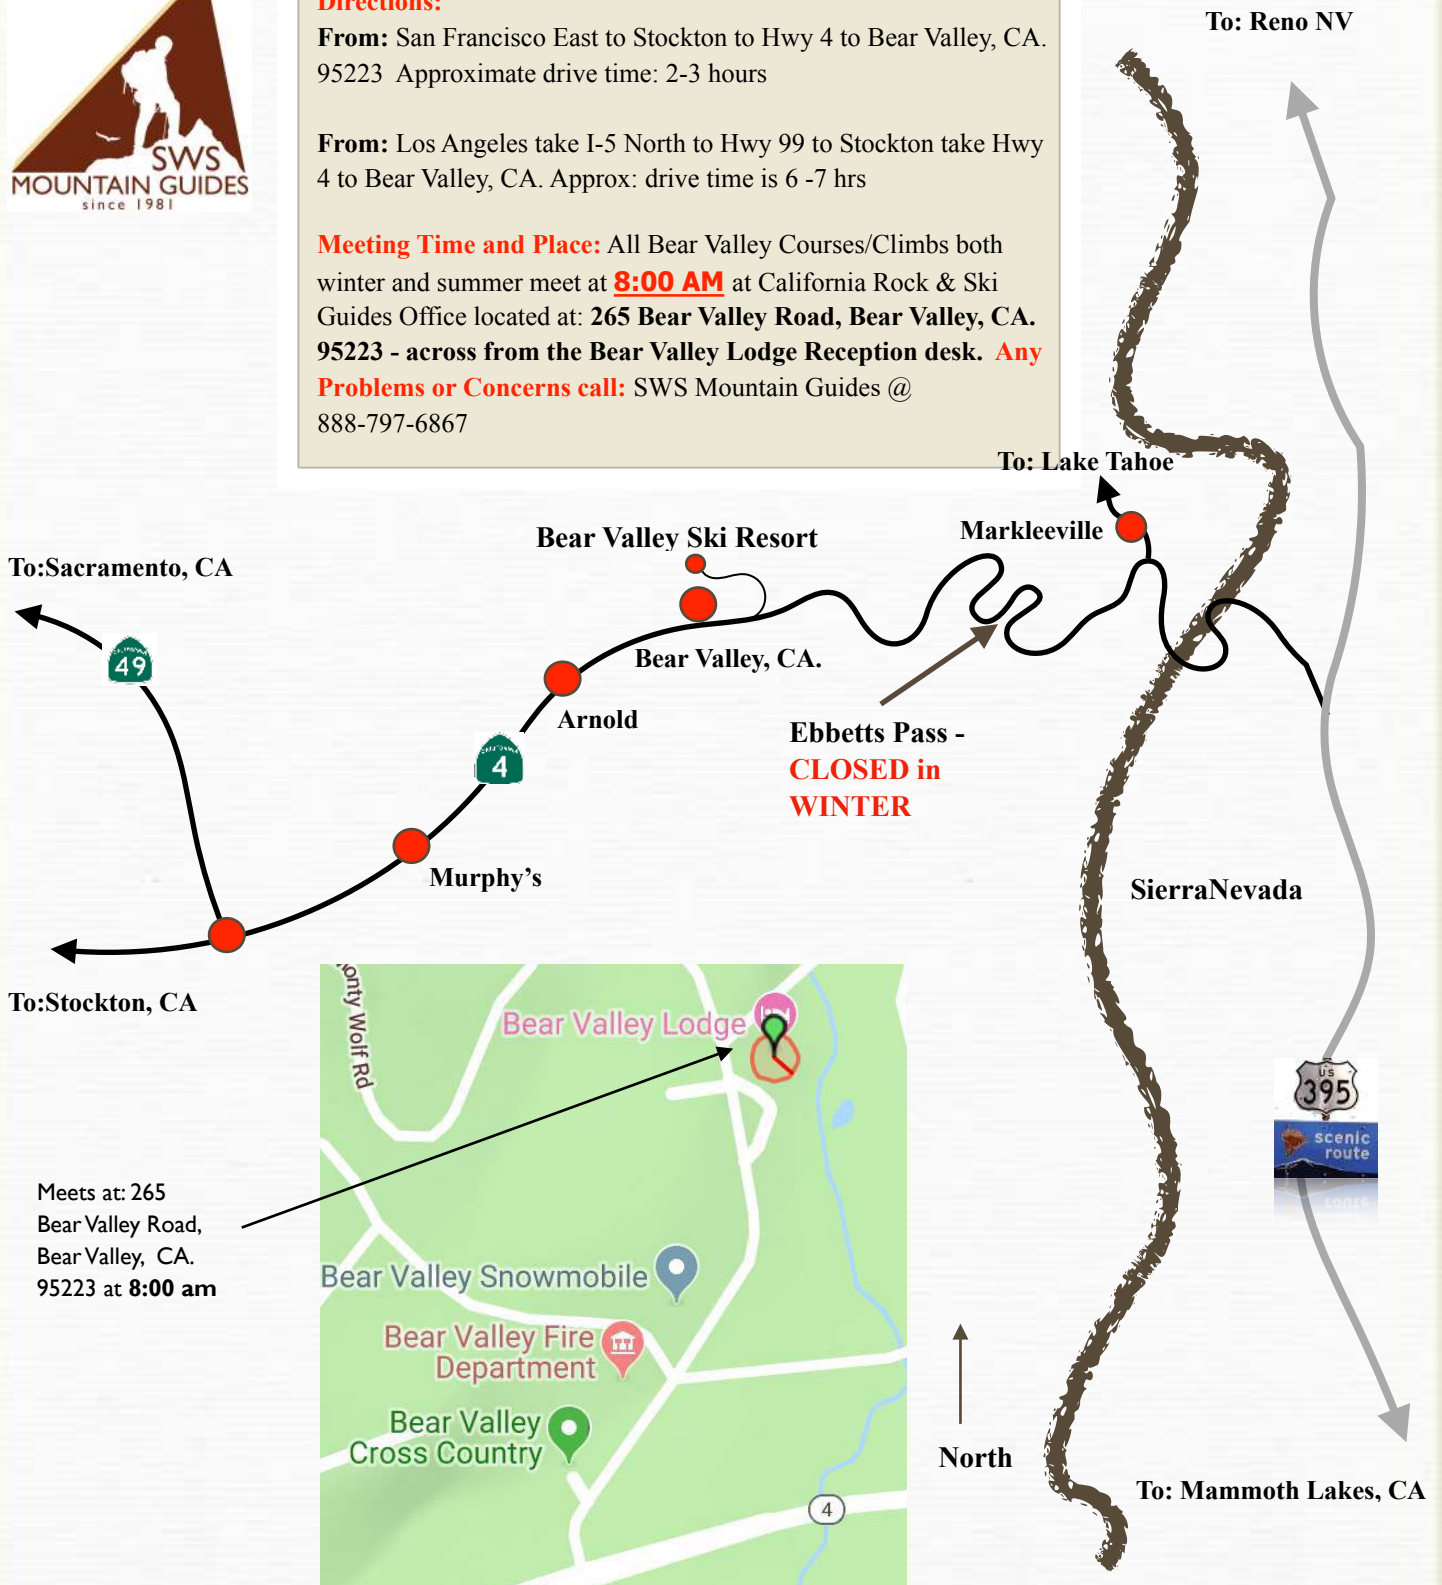 Directions:
From: San Francisco East to Stockton to Hwy 4 to Bear Valley, CA.
95223  Approximate drive time: 2-3 hours
From: Los Angeles take I-5 North to Hwy 99 to Stockton take Hwy
4 to Bear Valley, CA. Approx: drive time is 6 -7 hrs
Meeting Time and Place: All Bear Valley Courses/Climbs both
winter and summer meet at 8:00 AM at California Rock & Ski
Guides Office located at: 265 Bear Valley Road, Bear Valley, CA.
95223 - across from the Bear Valley Lodge Reception desk.  Any
Problems or Concerns call: SWS Mountain Guides @
888-797-6867
SWS
MOUNTAIN GUIDES
since 1981
To: Reno NV
To: Lake Tahoe
Markleeville
Bear Valley Ski Resort
To:Sacramento, CA
49
Bear Valley, CA.
Arnold
CALIFORNIA
4
Ebbetts Pass -
CLOSED in
WINTER
Murphy's
SierraNevada
To:Stockton, CA
onty Wolf Rd
Bear Valley Lodge
US
395
scenic
route
Meets at: 265
Bear Valley Road,
Bear Valley,  CA.
95223 at 8:00 am
Bear Valley Snowmobile
Bear Valley Fire
Department
Bear Valley
Cross Country
4
North
To: Mammoth Lakes, CA